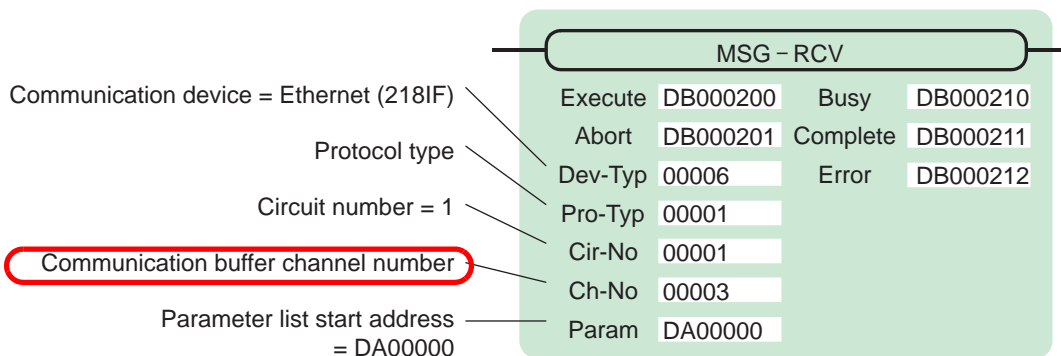 MSG－RCV
Communication device = Ethernet (218IF)
Protocol type
Circuit number = 1
Communication buffer channel number
Parameter list start address
= DA00000
Execute DB000200 Busy DB000210
Abort DB000201 Complete DB000211
Dev-Typ 00006 Error DB000212
Pro-Typ 00001
Cir-No 00001
Ch-No 00003
Param DA00000